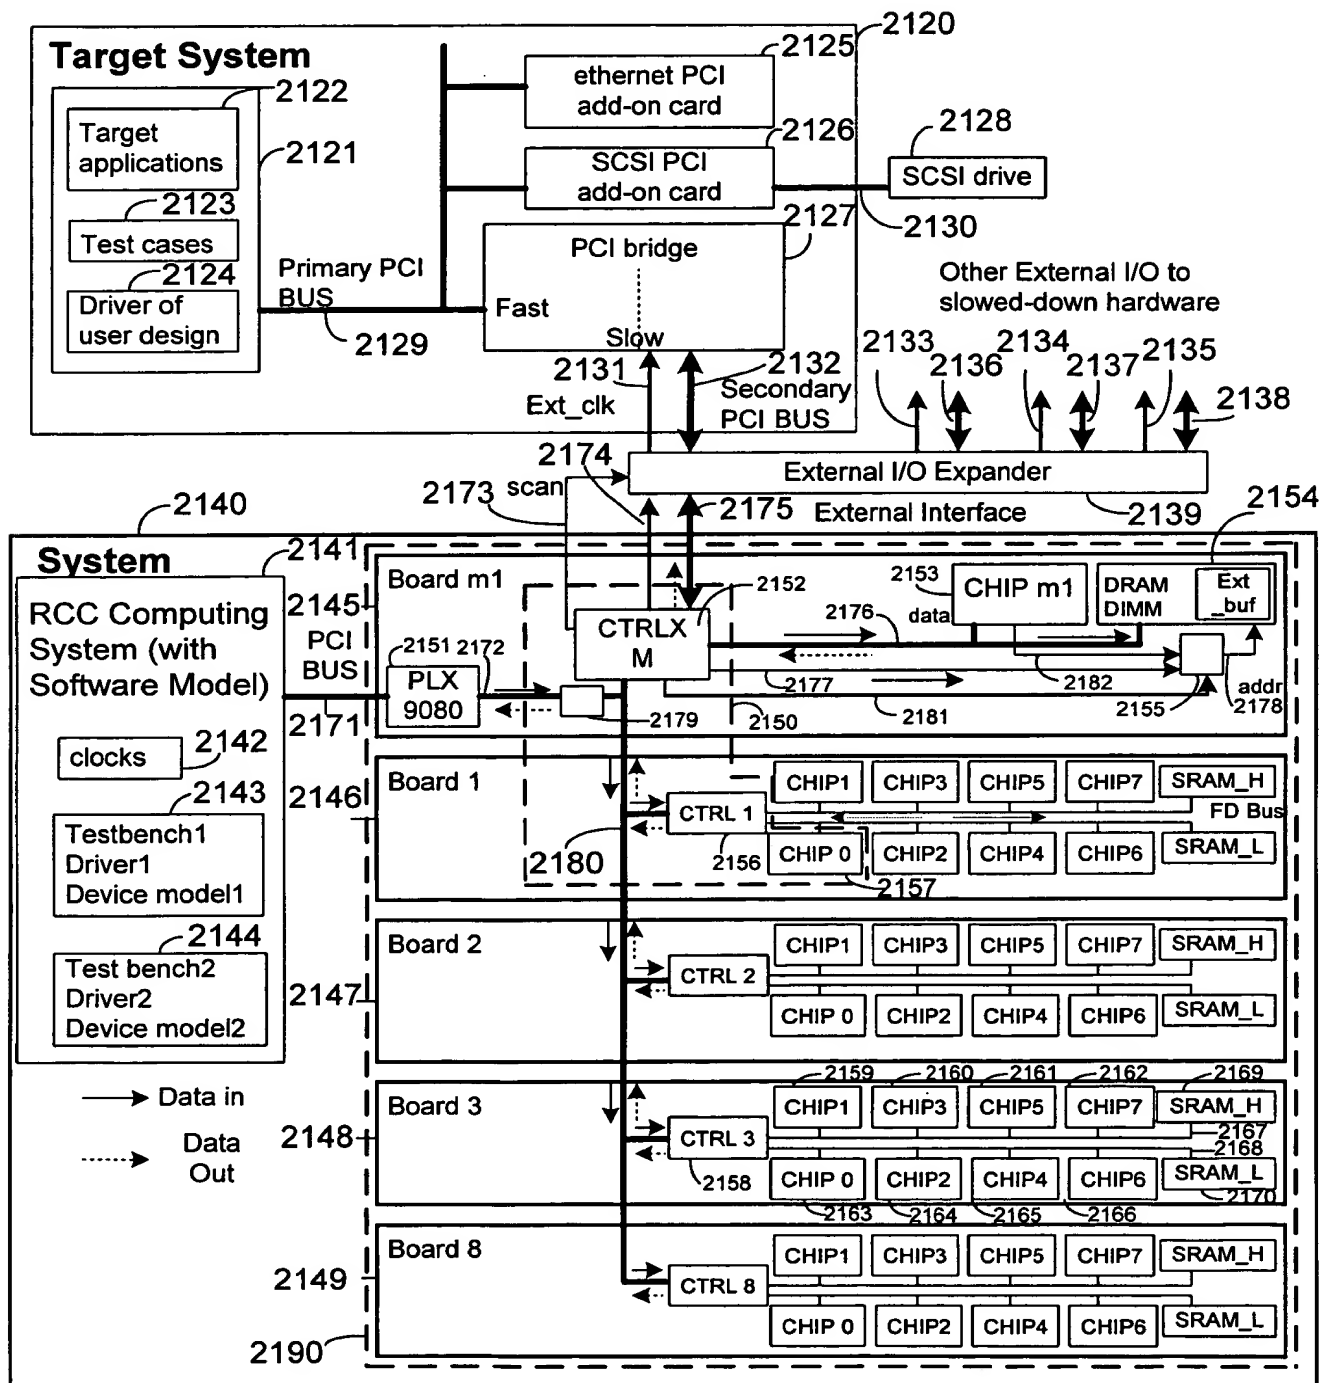 2120
Target System
2125
ethernet PCI
add-on card
2122
Target
applications
2121
2126
SCSI PCI
add-on card
2128
SCSI drive
2130
2123
Test cases
2127
PCI bridge
2124
Driver of
user design
Primary PCI
BUS
2129
Fast
Slow
Other External I/O to
slowed-down hardware
2133
2136
2134
2137
2135
2138
2131
Ext_clk
2132
Secondary
PCI BUS
2174
External I/O Expander
2173
scan
2175
External Interface
2139
2154
2140
System
2141
RCC Computing
System (with
Software Model)
2145
PCI
BUS
2171
Board m1
2151
PLX
9080
2172
2179
2150
CTRLX
M
2152
2153
CHIP m1
data
DRAM
DIMM
Ext
_buf
2176
2177
2181
2182
2155
addr
2178
clocks
2142
2143
Testbench1
Driver1
Device model1
2144
Test bench2
Driver2
Device model2
2146
Board 1
CTRL 1
2156
2180
CHIP1
CHIP3
CHIP5
CHIP7
SRAM_H
FD Bus
CHIP 0
CHIP2
CHIP4
CHIP6
SRAM_L
2157
2147
Board 2
CTRL 2
CHIP1
CHIP3
CHIP5
CHIP7
SRAM_H
CHIP 0
CHIP2
CHIP4
CHIP6
SRAM_L
Data in
Data
Out
2148
Board 3
CTRL 3
2158
2159
2160
2161
2162
2169
CHIP1
CHIP3
CHIP5
CHIP7
SRAM_H
2167
2168
CHIP 0
CHIP2
CHIP4
CHIP6
SRAM_L
2170
2163
2164
2165
2166
2149
Board 8
CTRL 8
CHIP1
CHIP3
CHIP5
CHIP7
SRAM_H
CHIP 0
CHIP2
CHIP4
CHIP6
SRAM_L
2190